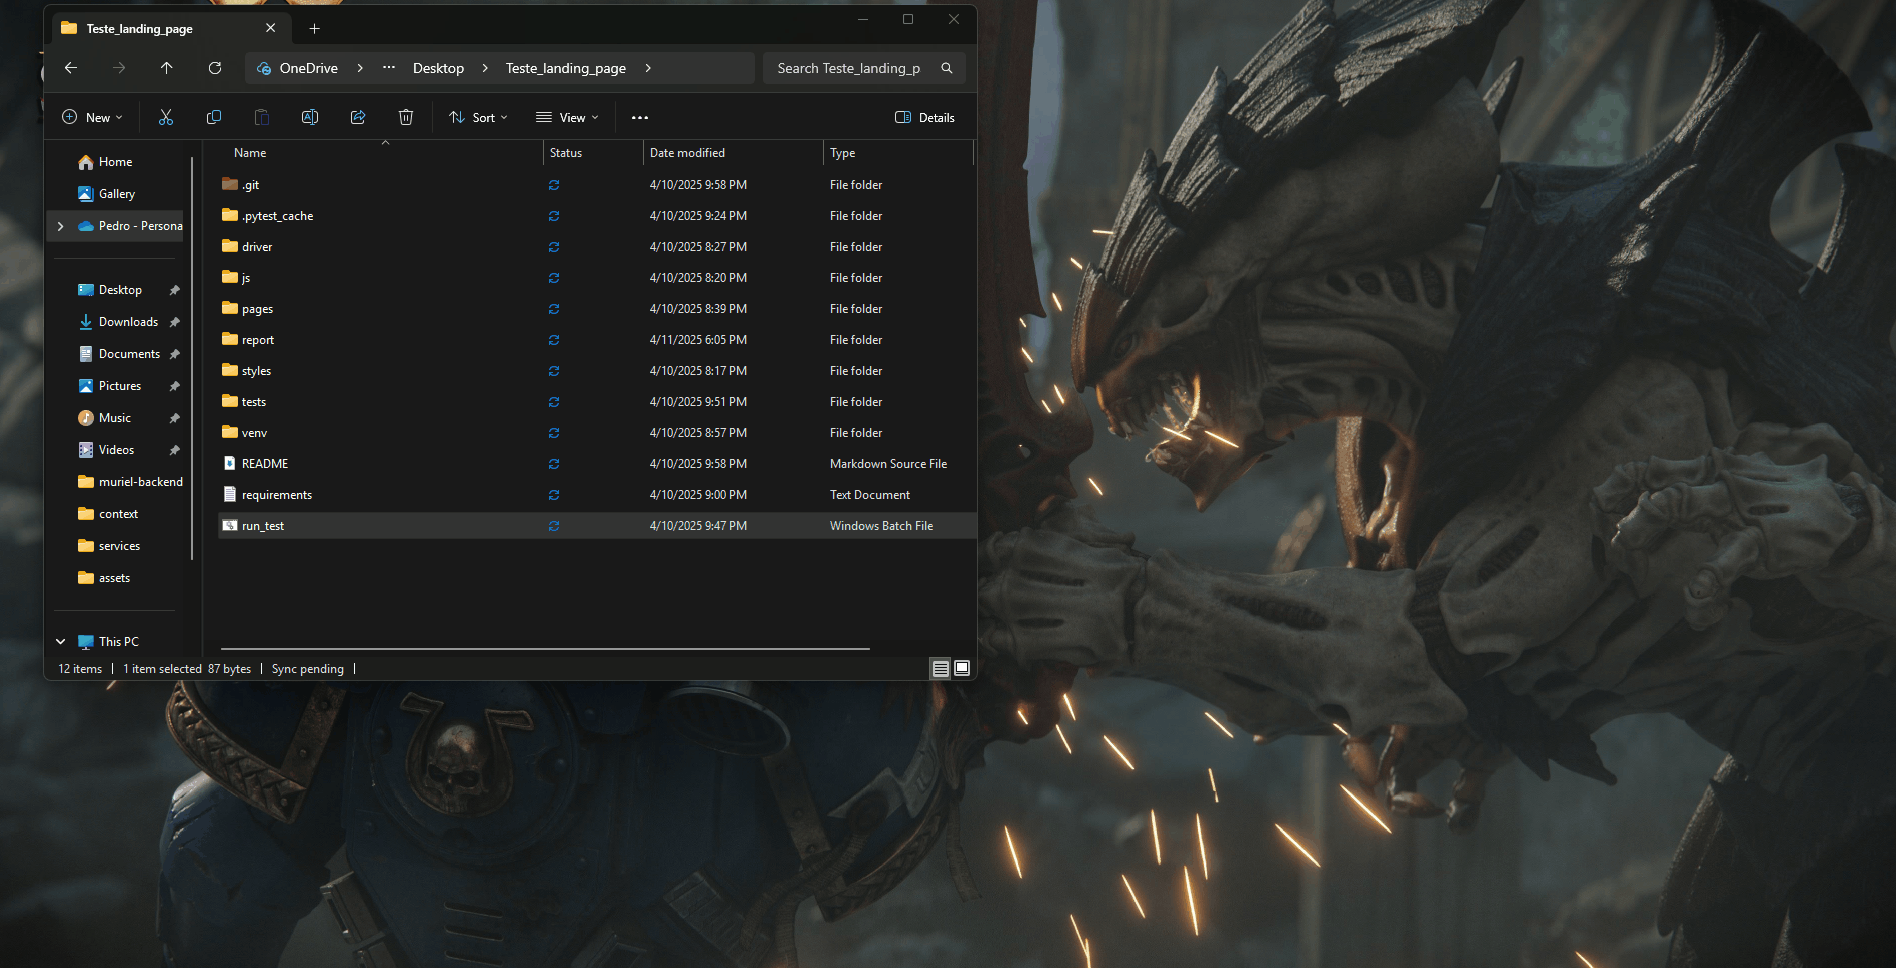 Teste_landing_page
OneDrive > ... Desktop > Teste_landing_page >
Search Teste_landing_p
New
Sort
View
Details
Home
Gallery
Pedro - Persona
Desktop
Downloads
Documents
Pictures
Music
Videos
muriel-backend
context
services
assets
This PC
Name Status Date modified Type
.git 4/10/2025 9:58 PM File folder
.pytest_cache 4/10/2025 9:24 PM File folder
driver 4/10/2025 8:27 PM File folder
js 4/10/2025 8:20 PM File folder
pages 4/10/2025 8:39 PM File folder
report 4/11/2025 6:05 PM File folder
styles 4/10/2025 8:17 PM File folder
tests 4/10/2025 9:51 PM File folder
venv 4/10/2025 8:57 PM File folder
README 4/10/2025 9:58 PM Markdown Source File
requirements 4/10/2025 9:00 PM Text Document
run_test 4/10/2025 9:47 PM Windows Batch File
12 items | 1 item selected 87 bytes | Sync pending |